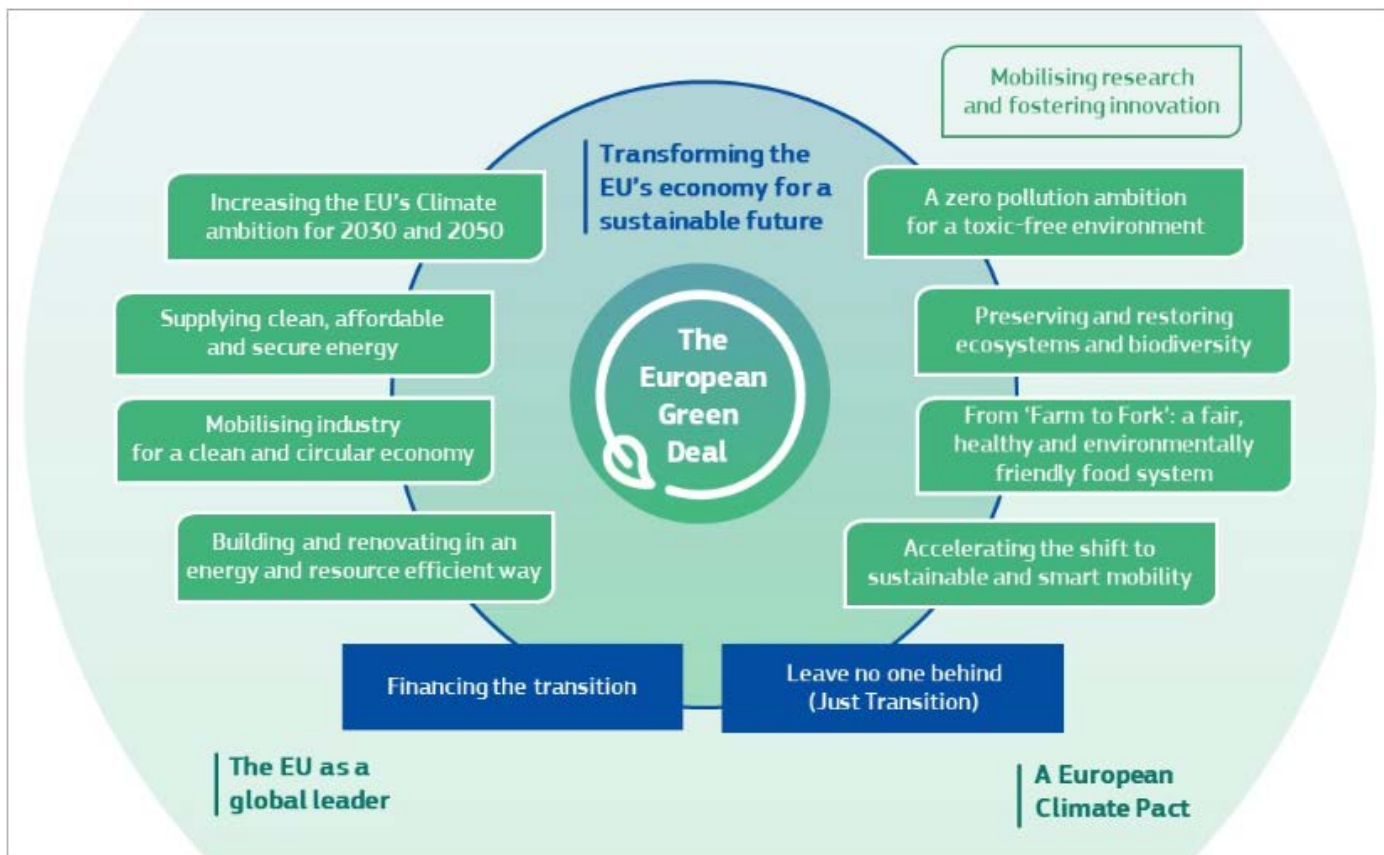 Mobilising research
and fostering innovation
Transforming the
EU's economy for a
sustainable future
Increasing the EU's Climate
ambition for 2030 and 2050
A zero pollution ambition
for a toxic-free environment
Supplying clean, affordable
and secure energy
Preserving and restoring
ecosystems and biodiversity
The
European
Green
Deal
Mobilising industry
for a clean and circular economy
From ‘Farm to Fork’: a fair,
healthy and environmentally
friendly food system
Building and renovating in an
energy and resource efficient way
Accelerating the shift to
sustainable and smart mobility
Financing the transition
Leave no one behind
(Just Transition)
The EU as a
global leader
A European
Climate Pact